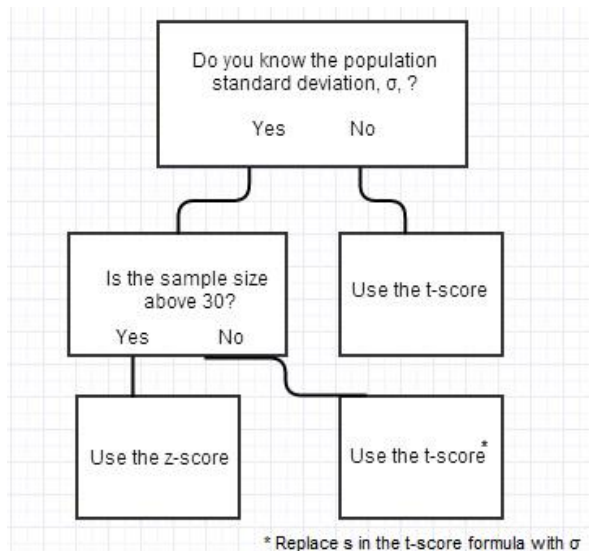 Do you know the population
standard deviation, σ, ?
Yes No
Is the sample size
above 30?
Yes No
Use the t-score
Use the z-score
Use the t-score*
* Replace s in the t-score formula with σ